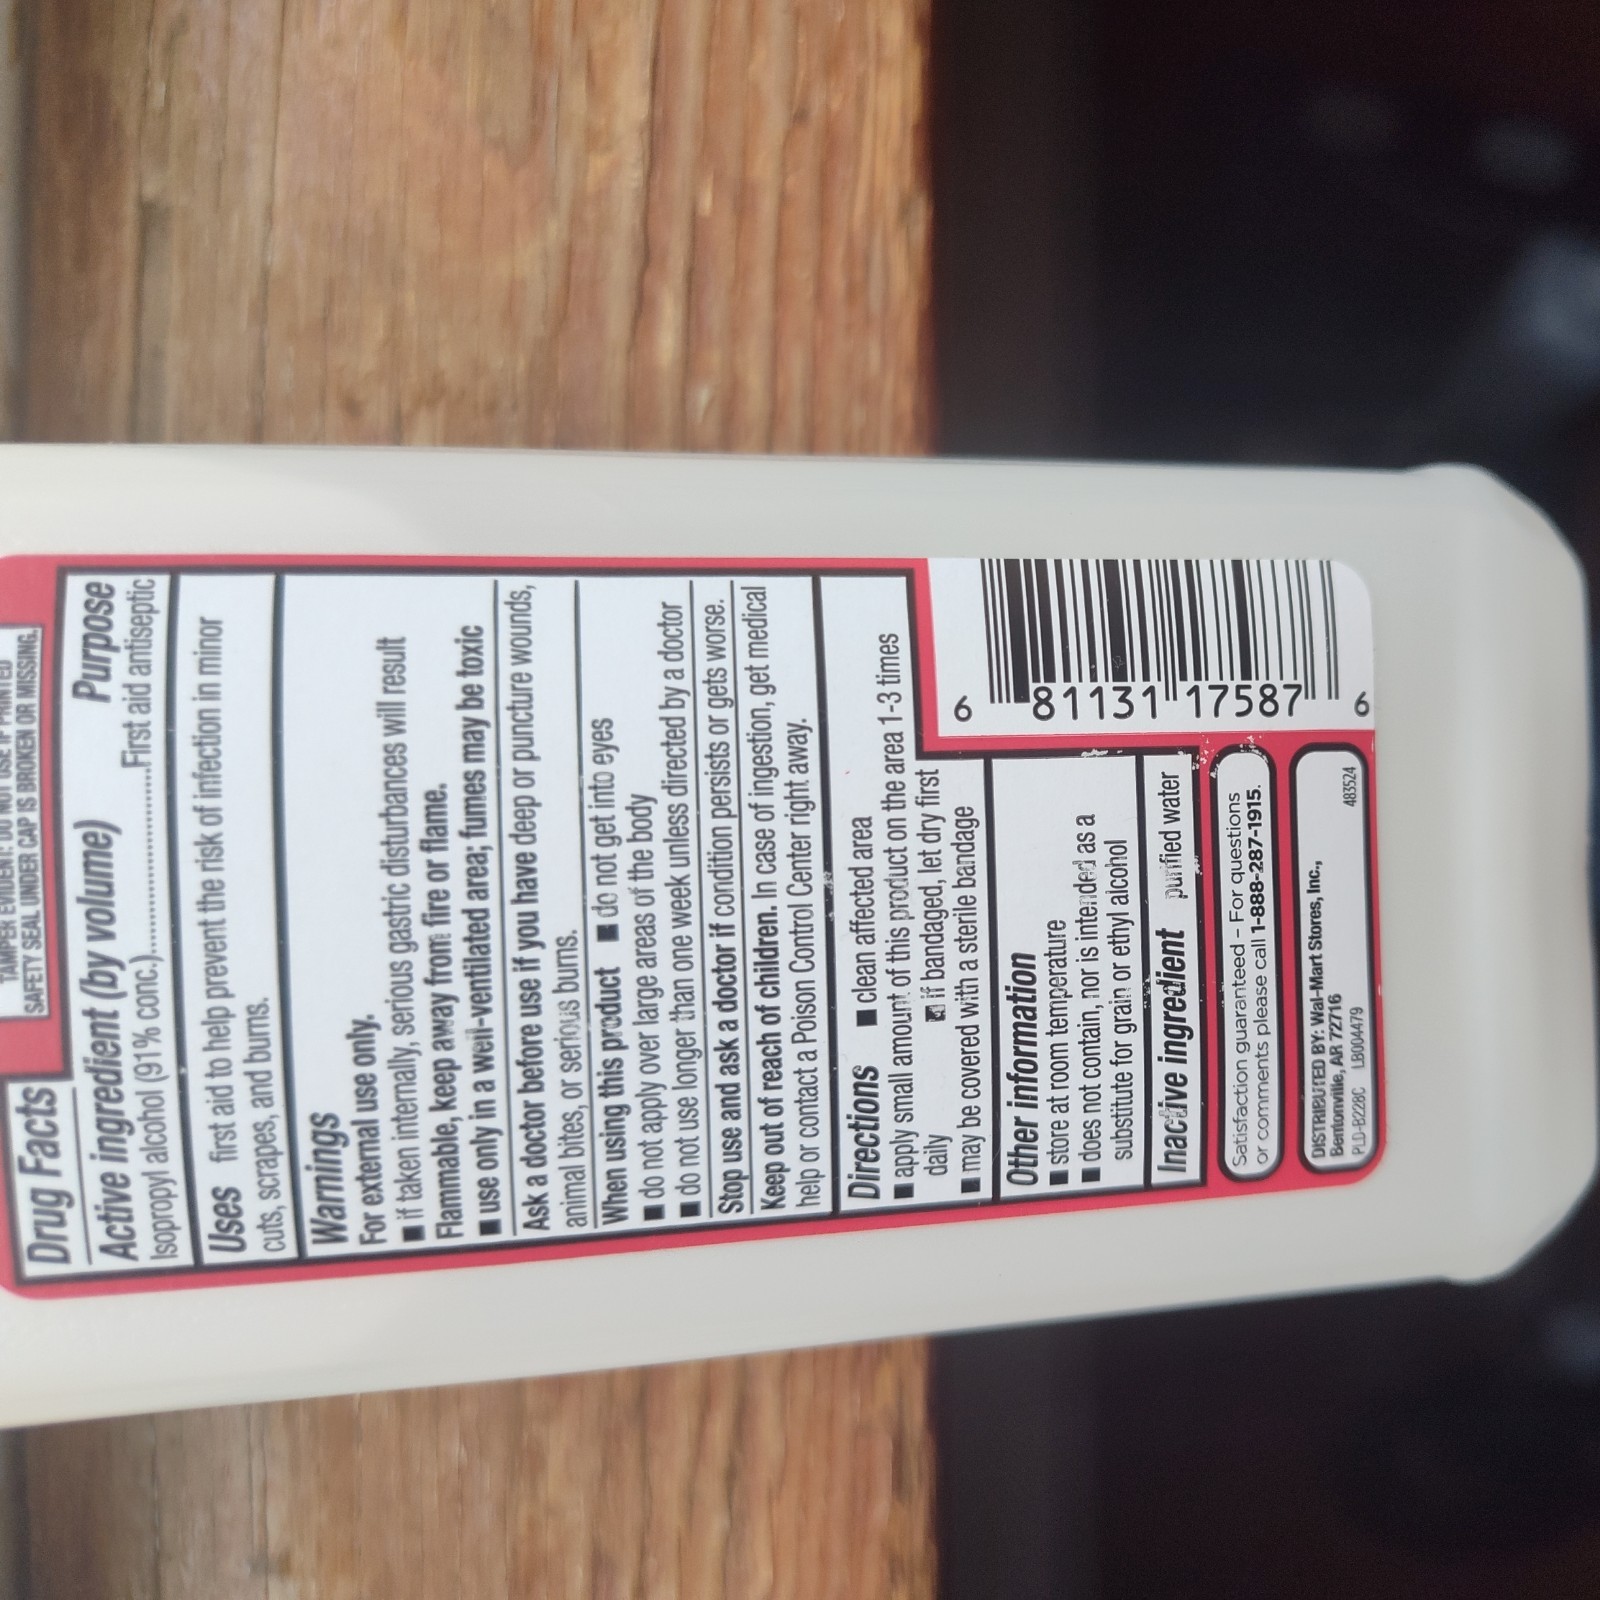 TAMPER EVIDENT: DO NOT USE IF PRINTED
SAFETY SEAL UNDER CAP IS BROKEN OR MISSING.
Drug Facts
Active ingredient (by volume) Purpose
Isopropyl alcohol (91% conc.)..............................First aid antiseptic
Uses first aid to help prevent the risk of infection in minor
cuts, scrapes, and burns.
Warnings
For external use only.
■ if taken internally, serious gastric disturbances will result
Flammable, keep away from fire or flame.
■ use only in a well-ventilated area; fumes may be toxic
Ask a doctor before use if you have deep or puncture wounds,
animal bites, or serious burns.
When using this product ■ do not get into eyes
■ do not apply over large areas of the body
■ do not use longer than one week unless directed by a doctor
Stop use and ask a doctor if condition persists or gets worse.
Keep out of reach of children. In case of ingestion, get medical
help or contact a Poison Control Center right away.
Directions ■ clean affected area
■ apply small amount of this product on the area 1-3 times
daily ■ if bandaged, let dry first
■ may be covered with a sterile bandage
Other information
■ store at room temperature
■ does not contain, nor is intended as a
substitute for grain or ethyl alcohol
Inactive ingredient purified water
Satisfaction guaranteed - For questions
or comments please call 1-888-287-1915.
DISTRIBUTED BY: Wal-Mart Stores, Inc.,
Bentonville, AR 72716
PLD-B228C LB004479 483524
6 81131 17587 6